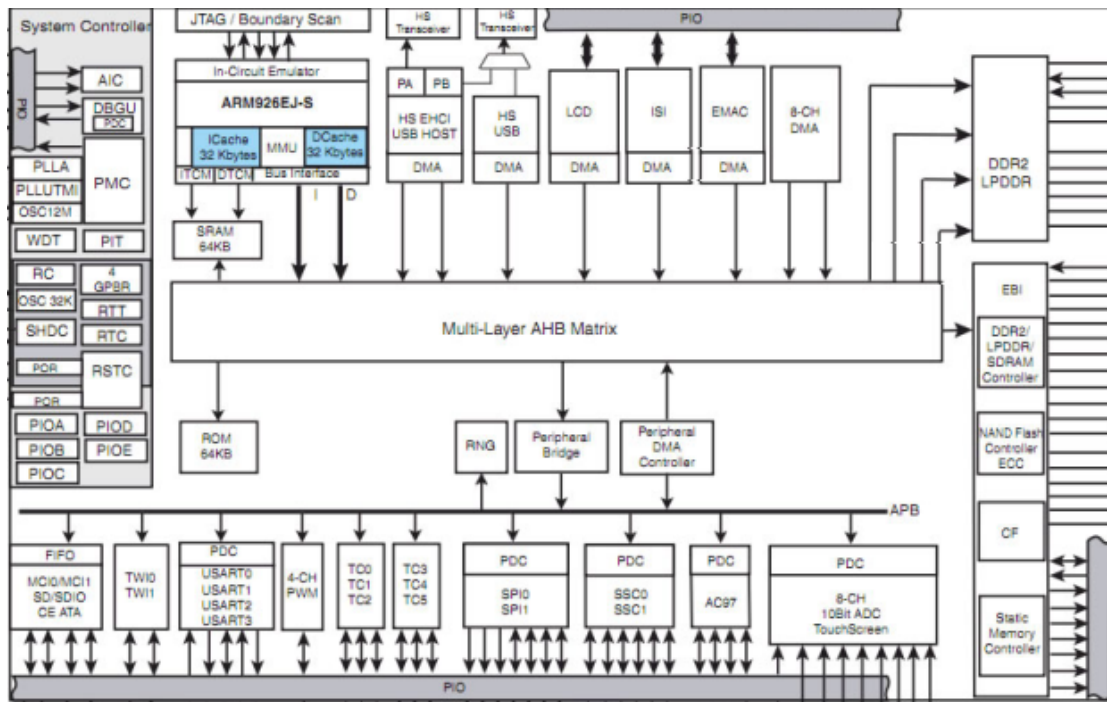 System Controller
PIO
AIC
DBGU
PDC
PMC
PLLA
PLLUTMI
OSC12M
WDT
PIT
RC
4
GPBR
OSC 32K
RTT
SHDC
RTC
POR
RSTC
POR
PIOA
PIOD
PIOB
PIOE
PIOC
JTAG / Boundary Scan
In-Circuit Emulator
ARM926EJ-S
ICache
32 Kbytes
MMU
DCache
32 Kbytes
ITCM
DTCM
Bus Interface
I
D
SRAM
64KB
HS
Transceiver
HS
Transceiver
PA
PB
HS EHCI
USB HOST
DMA
HS
USB
DMA
PIO
LCD
DMA
ISI
DMA
EMAC
DMA
8-CH
DMA
DDR2
LPDDR
Multi-Layer AHB Matrix
EBI
DDR2/
LPDDR/
SDRAM
Controller
NAND Flash
Controller
ECC
CF
Static
Memory
Controller
ROM
64KB
RNG
Peripheral
Bridge
Peripheral
DMA
Controller
APB
FIFO
MCI0/MCI1
SD/SDIO
CE ATA
TWI0
TWI1
PDC
USART0
USART1
USART2
USART3
4-CH
PWM
TC0
TC1
TC2
TC3
TC4
TC5
PDC
SPI0
SPI1
PDC
SSC0
SSC1
PDC
AC97
PDC
8-CH
10Bit ADC
TouchScreen
PIO